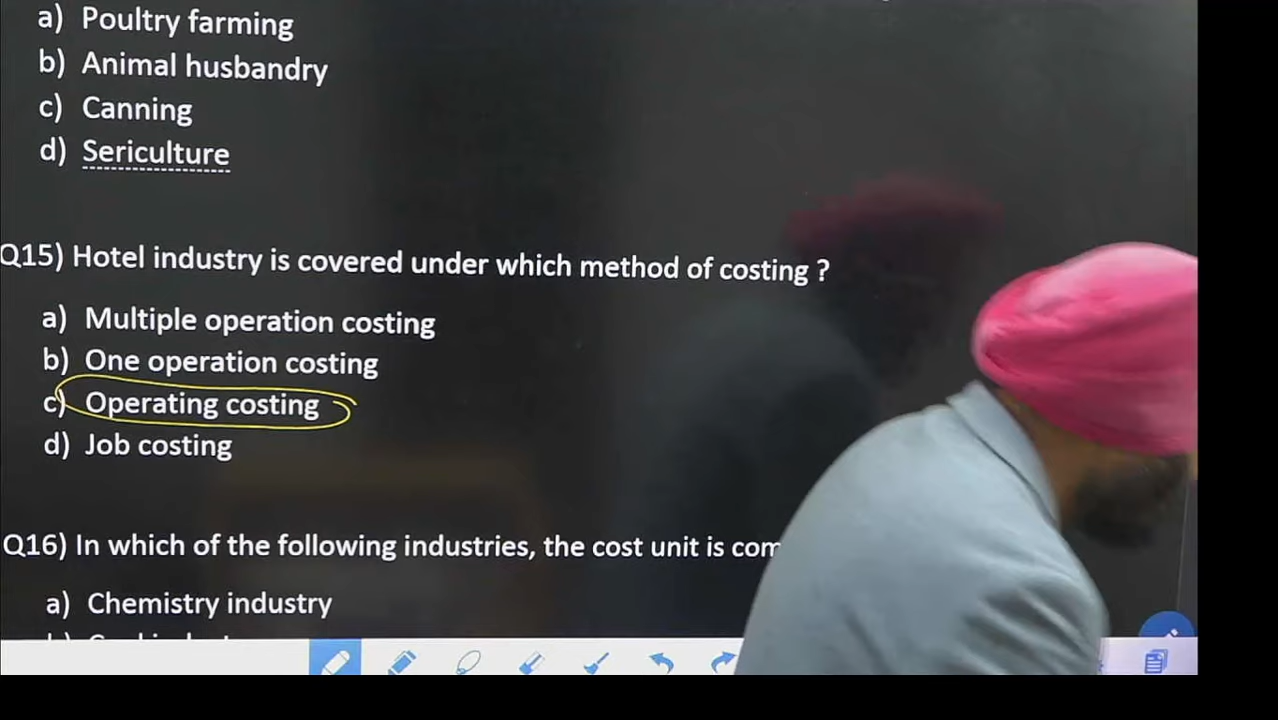 a) Poultry farming
b) Animal husbandry
c) Canning
d) Sericulture
Q15) Hotel industry is covered under which method of costing ?
a) Multiple operation costing
b) One operation costing
c) Operating costing
d) Job costing
Q16) In which of the following industries, the cost unit is
a) Chemistry industry